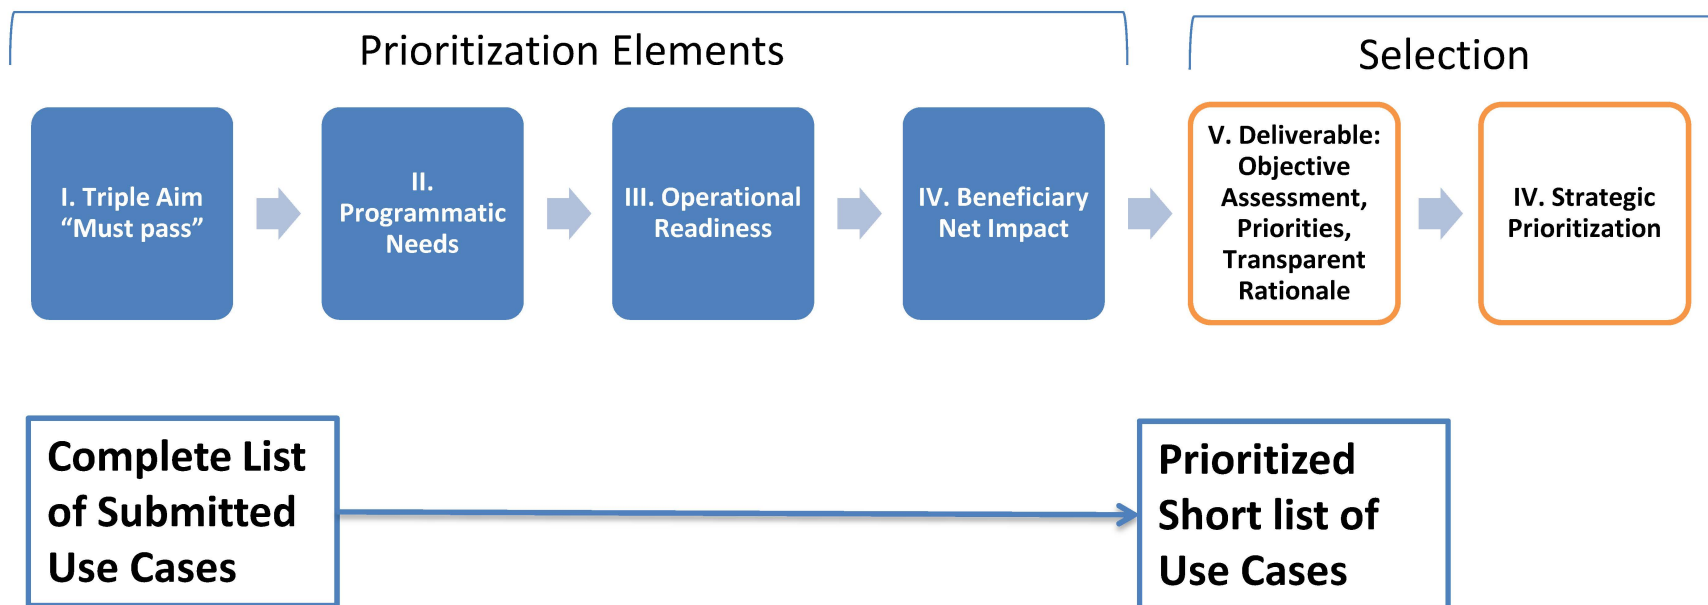 Prioritization Elements
Selection
I. Triple Aim
“Must pass”
II.
Programmatic
Needs
III. Operational
Readiness
IV. Beneficiary
Net Impact
V. Deliverable:
Objective
Assessment,
Priorities,
Transparent
Rationale
IV. Strategic
Prioritization
Complete List
of Submitted
Use Cases
Prioritized
Short list of
Use Cases